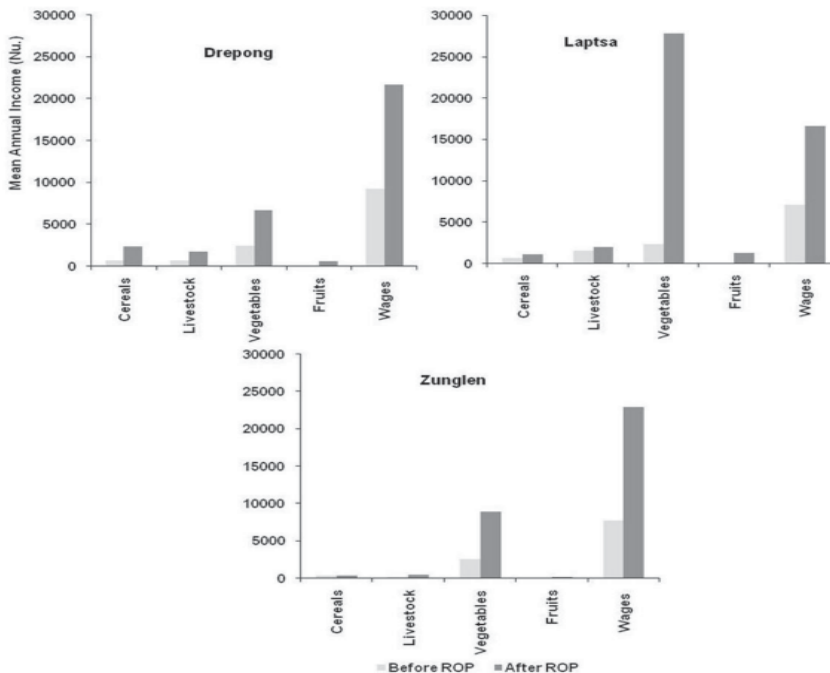 Drepong
Mean Annual Income (Nu.)
30000
25000
20000
15000
10000
5000
0
Cereals
Livestock
Vegetables
Fruits
Wages
Laptsa
30000
25000
20000
15000
10000
5000
0
Cereals
Livestock
Vegetables
Fruits
Wages
Zunglen
30000
25000
20000
15000
10000
5000
0
Cereals
Livestock
Vegetables
Fruits
Wages
Before ROP After ROP